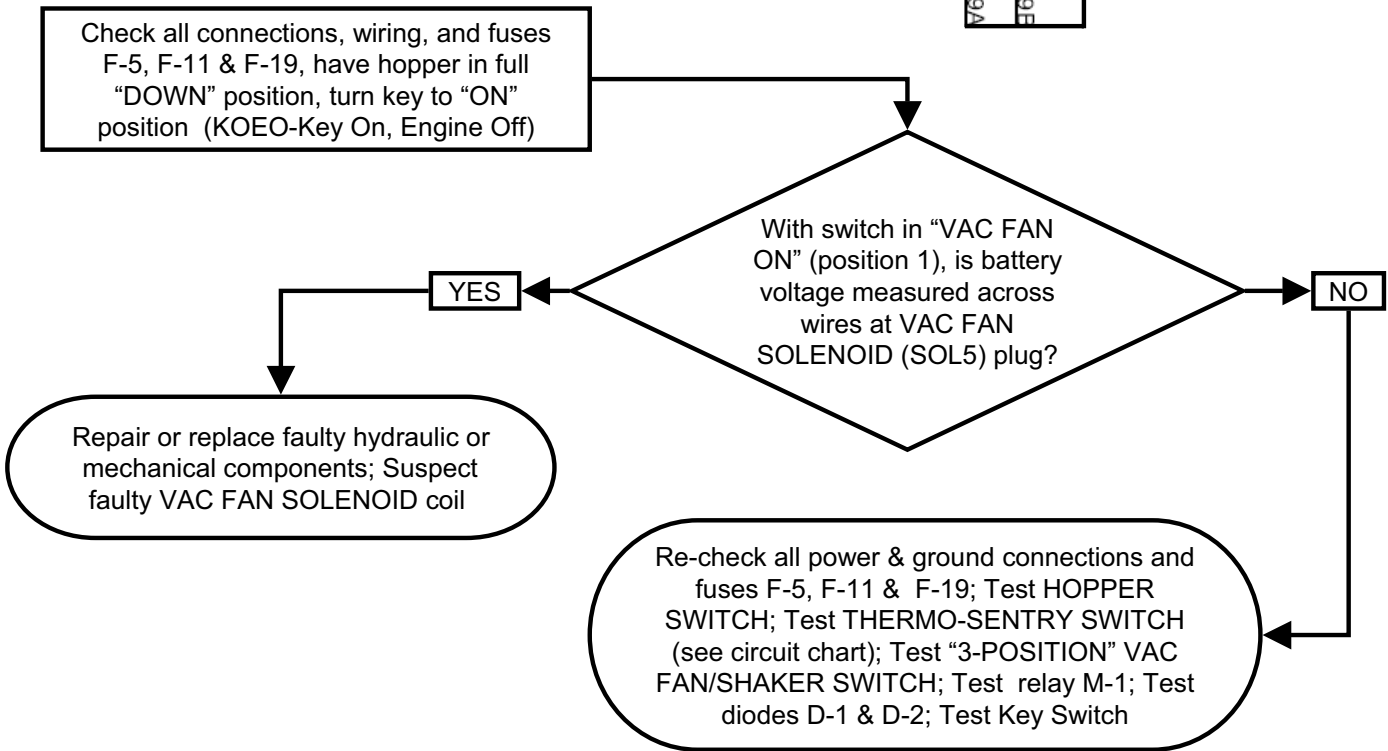 Check all connections, wiring, and fuses
F-5, F-11 & F-19, have hopper in full
“DOWN” position, turn key to “ON”
position (KOEO-Key On, Engine Off)
9A
9B
With switch in “VAC FAN
ON” (position 1), is battery
voltage measured across
wires at VAC FAN
SOLENOID (SOL5) plug?
YES
NO
Repair or replace faulty hydraulic or
mechanical components; Suspect
faulty VAC FAN SOLENOID coil
Re-check all power & ground connections and
fuses F-5, F-11 & F-19; Test HOPPER
SWITCH; Test THERMO-SENTRY SWITCH
(see circuit chart); Test “3-POSITION” VAC
FAN/SHAKER SWITCH; Test relay M-1; Test
diodes D-1 & D-2; Test Key Switch